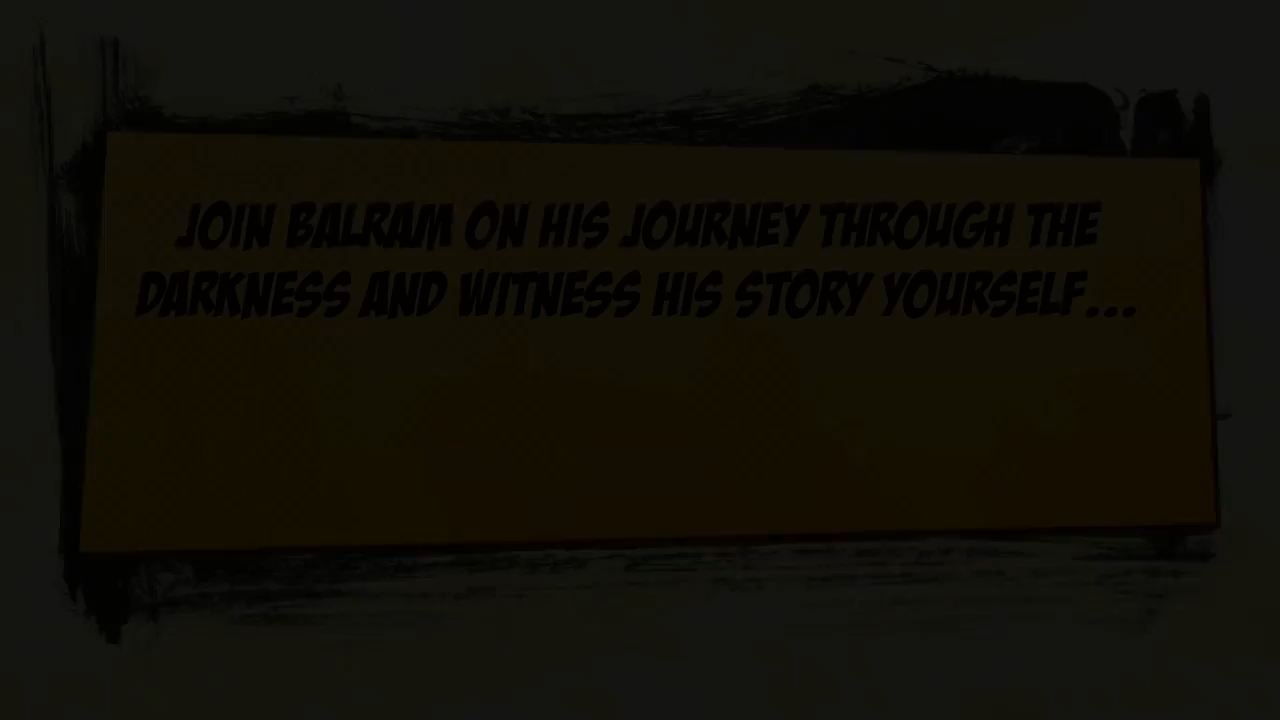 JOIN BALRAM ON HIS JOURNEY THROUGH THE
DARKNESS AND WITNESS HIS STORY YOURSELF...